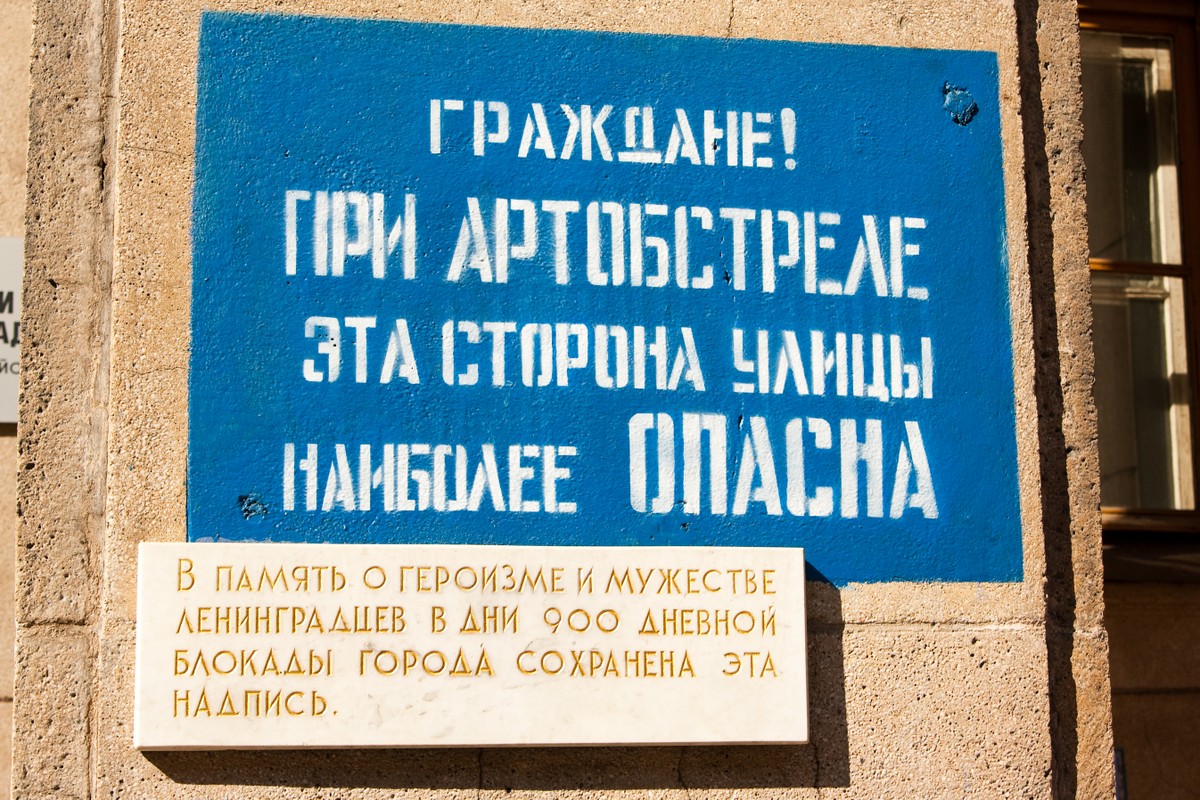 ГРАЖДАНЕ!
ПРИ АРТОБСТРЕЛЕ
ЭТА СТОРОНА УЛИЦЫ
НАИБОЛЕЕ ОПАСНА
В ПАМЯТЬ О ГЕРОИЗМЕ И МУЖЕСТВЕ
ЛЕНИНГРАДЦЕВ В ДНИ 900 ДНЕВНОЙ
БЛОКАДЫ ГОРОДА СОХРАНЕНА ЭТА
НАДПИСЬ.